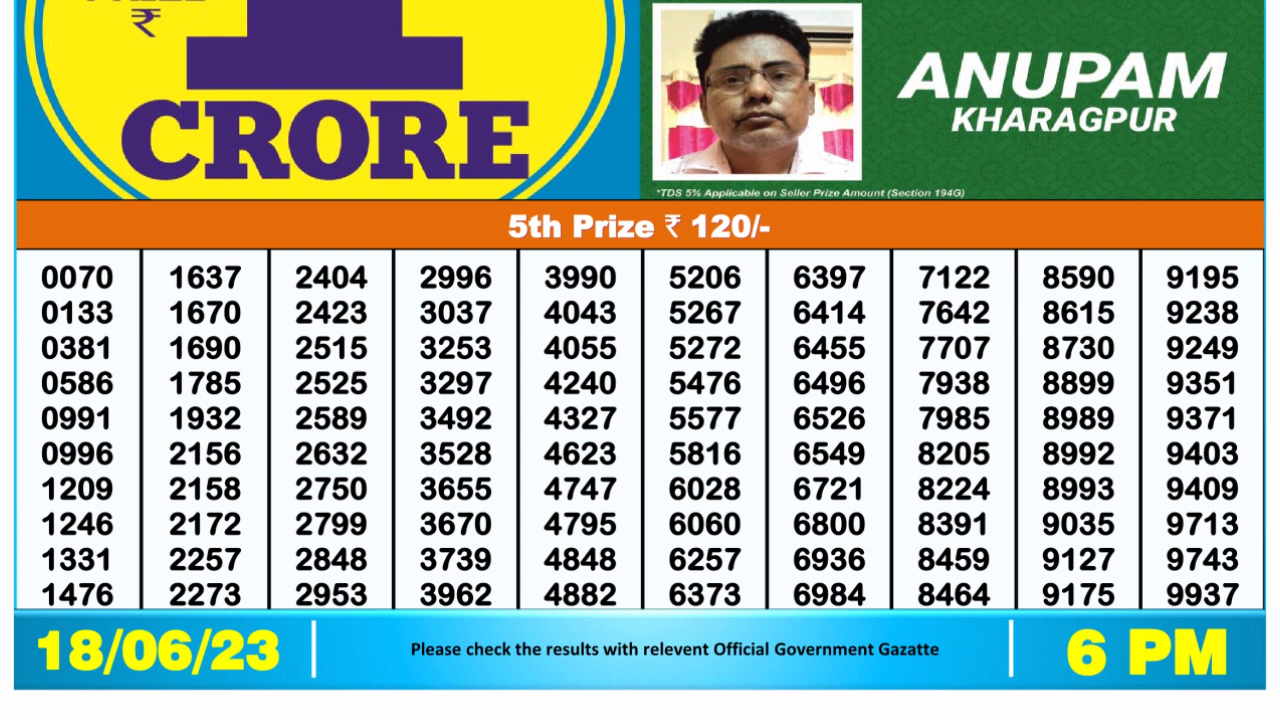 ₹
CRORE
ANUPAM
KHARAGPUR
*TDS 5% Applicable on Seller Prize Amount (Section 194G)
5th Prize ₹ 120/-
0070 1637 2404 2996 3990 5206 6397 7122 8590 9195
0133 1670 2423 3037 4043 5267 6414 7642 8615 9238
0381 1690 2515 3253 4055 5272 6455 7707 8730 9249
0586 1785 2525 3297 4240 5476 6496 7938 8899 9351
0991 1932 2589 3492 4327 5577 6526 7985 8989 9371
0996 2156 2632 3528 4623 5816 6549 8205 8992 9403
1209 2158 2750 3655 4747 6028 6721 8224 8993 9409
1246 2172 2799 3670 4795 6060 6800 8391 9035 9713
1331 2257 2848 3739 4848 6257 6936 8459 9127 9743
1476 2273 2953 3962 4882 6373 6984 8464 9175 9937
18/06/23 Please check the results with relevent Official Government Gazatte 6 PM